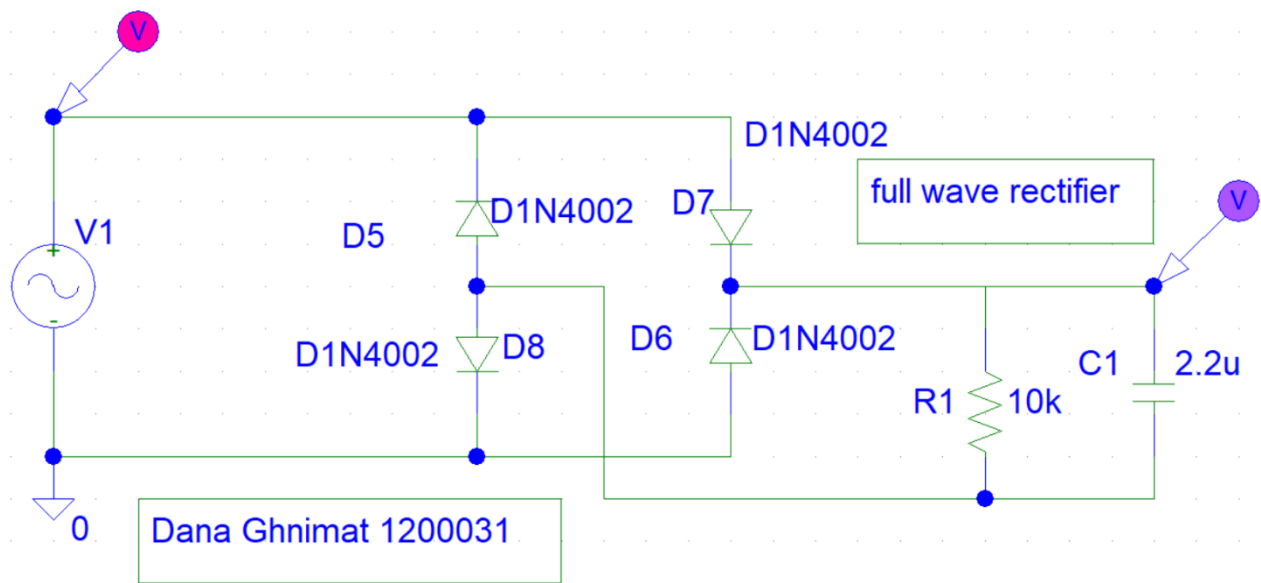 V
D1N4002
full wave rectifier
V
V1
+
-
D5
D1N4002
D7
D1N4002
D8
D6
D1N4002
R1
10k
C1
2.2u
0
Dana Ghnimat 1200031